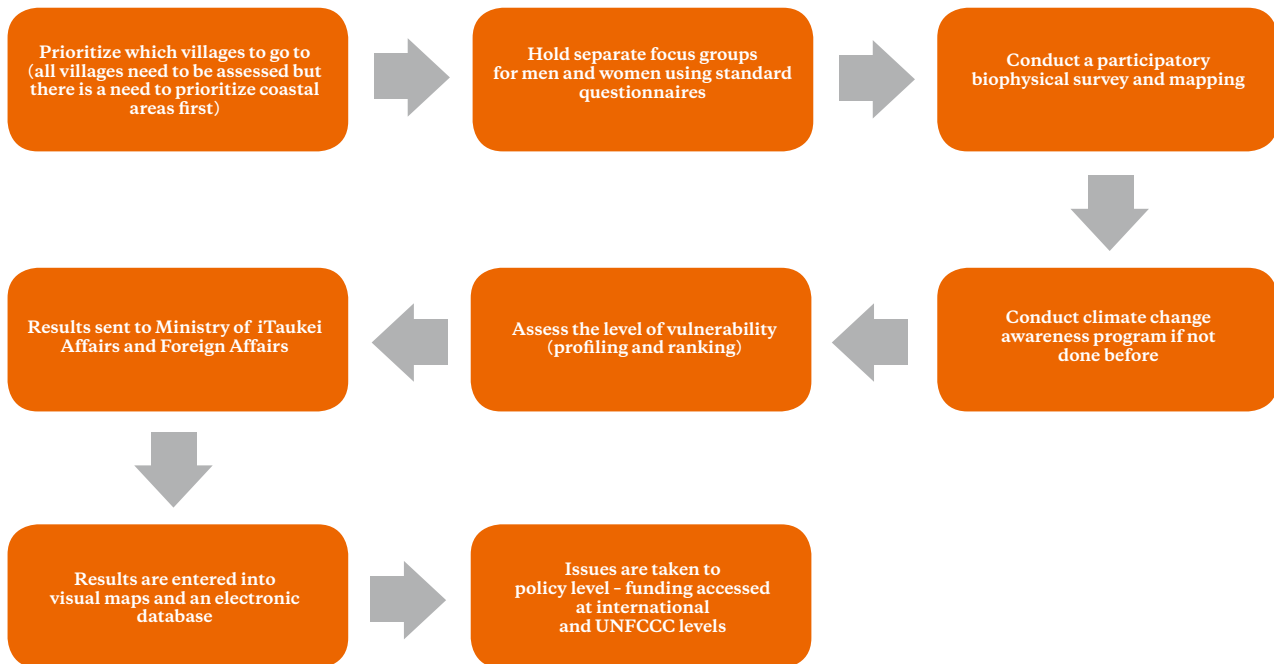 Prioritize which villages to go to
(all villages need to be assessed but
there is a need to prioritize coastal
areas first)
Hold separate focus groups
for men and women using standard
questionnaires
Conduct a participatory
biophysical survey and mapping
Conduct climate change
awareness program if not
done before
Assess the level of vulnerability
(profiling and ranking)
Results sent to Ministry of iTaukei
Affairs and Foreign Affairs
Results are entered into
visual maps and an electronic
database
Issues are taken to
policy level – funding accessed
at international
and UNFCCC levels